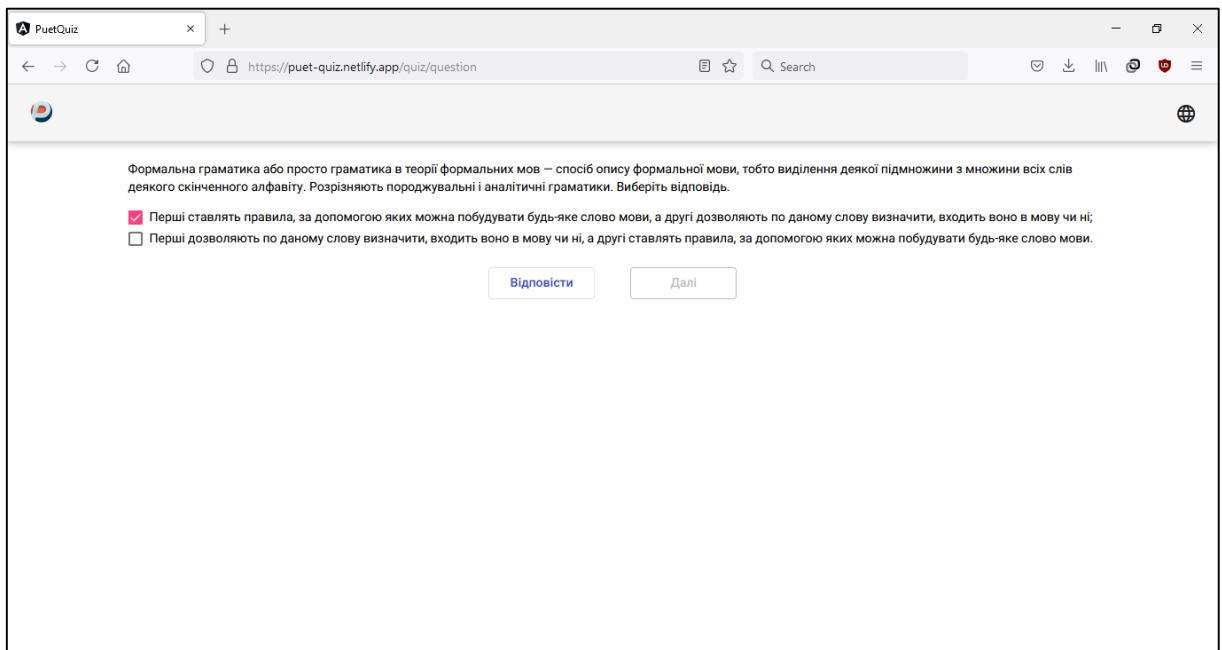 PuetQuiz
https://puet-quiz.netlify.app/quiz/question
Search
Формальна граматика або просто граматика в теорії формальних мов — спосіб опису формальної мови, тобто виділення деякої підмножини з множини всіх слів
деякого скінченного алфавіту. Розрізняють породжувальні і аналітичні граматики. Виберіть відповідь.
Перші ставлять правила, за допомогою яких можна побудувати будь-яке слово мови, а другі дозволяють по даному слову визначити, входить воно в мову чи ні;
Перші дозволяють по даному слову визначити, входить воно в мову чи ні, а другі ставлять правила, за допомогою яких можна побудувати будь-яке слово мови.
Відповісти Далі